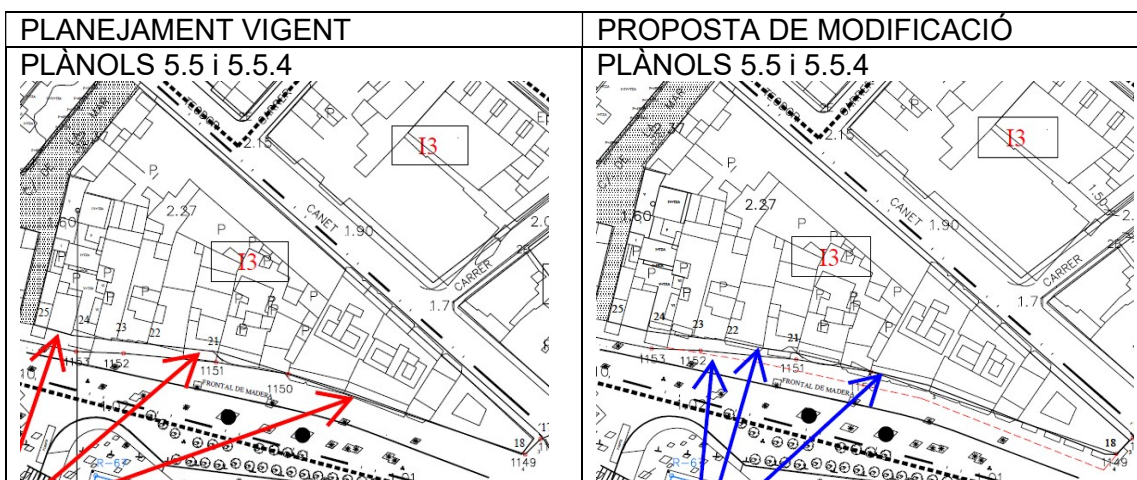 PLANEJAMENT VIGENT
PROPOSTA DE MODIFICACIÓ
PLÀNOLS 5.5 i 5.5.4
PLÀNOLS 5.5 i 5.5.4
2.15
I3
P
P
2.27
CANET
1.90
P
P
I3
CARRER
1.60
1.71
P
P
P
P
25
24
23
22
21
1153
1152
1151
1150
FRONTAL DE MADERA
18
1149
R-67
2.15
I3
P
2.27
CANET
1.90
1.50
P
P
I3
CARRER
1.60
1.71
P
P
P
P
25
24
23
22
21
1153
1152
1151
FRONTAL DE MADERA
18
1149